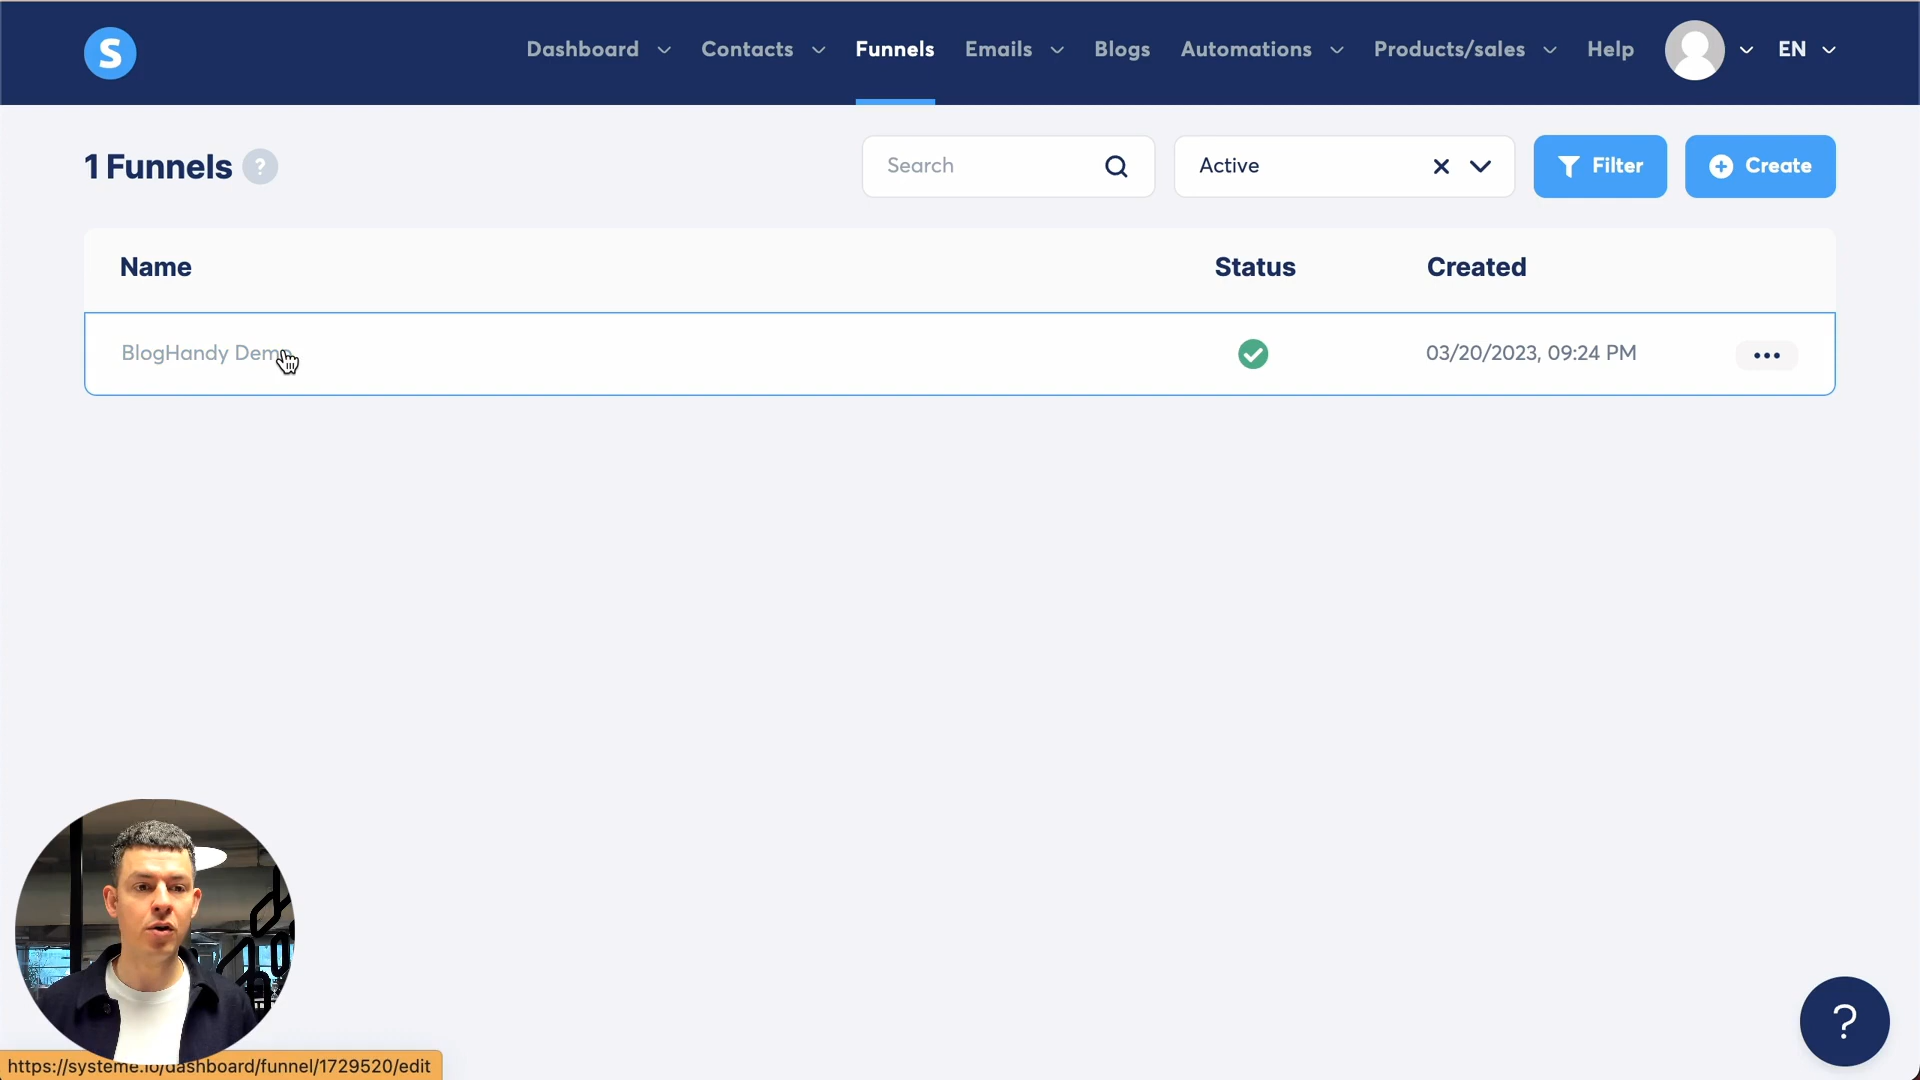 S
Dashboard Contacts Funnels Emails Blogs Automations Products/sales Help EN
1 Funnels ? Search Active Filter Create
Name Status Created
BlogHandy Demo 03/20/2023, 09:24 PM
?
https://systeme.io/dashboard/funnel/1729520/edit